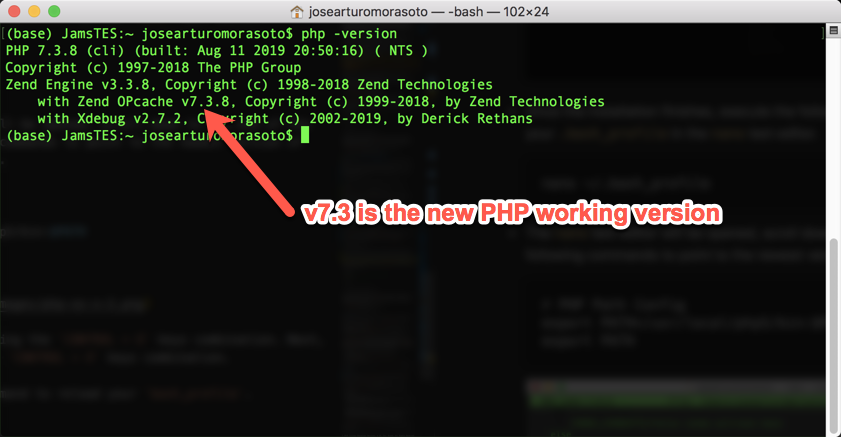 josearturomorasoto — -bash — 102×24
(base) JamsTES:~ josearturomorasoto$ php -version
PHP 7.3.8 (cli) (built: Aug 11 2019 20:50:16) ( NTS )
Copyright (c) 1997-2018 The PHP Group
Zend Engine v3.3.8, Copyright (c) 1998-2018 Zend Technologies
with Zend OPcache v7.3.8, Copyright (c) 1999-2018, by Zend Technologies
with Xdebug v2.7.2, Copyright (c) 2002-2019, by Derick Rethans
(base) JamsTES:~ josearturomorasoto$
v7.3 is the new PHP working version